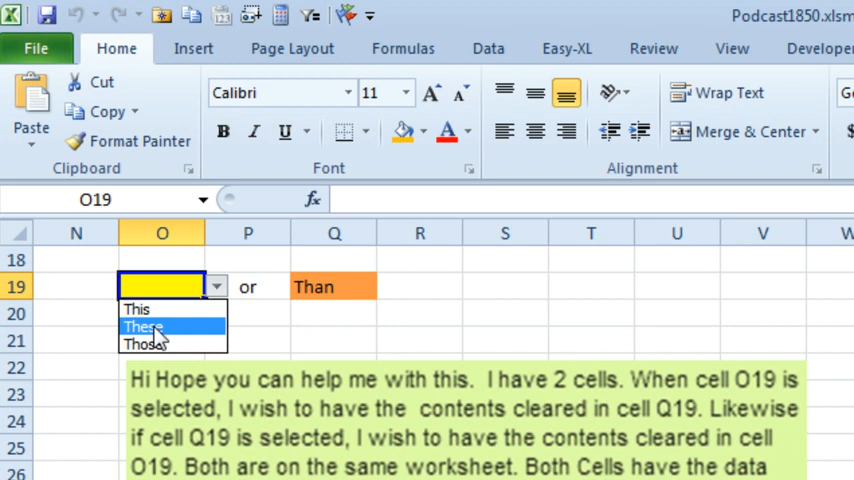 Podcast1850.xlsm
File Home Insert Page Layout Formulas Data Easy-XL Review View Developer
Cut
Copy
Format Painter
Paste
Calibri 11 A A
Wrap Text
B I U A
Merge & Center
Clipboard Font Alignment
O19 fx
N O P Q R S T U V W
18
19 or Than
20 This
These
21 Those
22
23
24
25
26
Hi Hope you can help me with this. I have 2 cells. When cell O19 is
selected, I wish to have the contents cleared in cell Q19. Likewise
if cell Q19 is selected, I wish to have the contents cleared in cell
O19. Both are on the same worksheet. Both Cells have the data